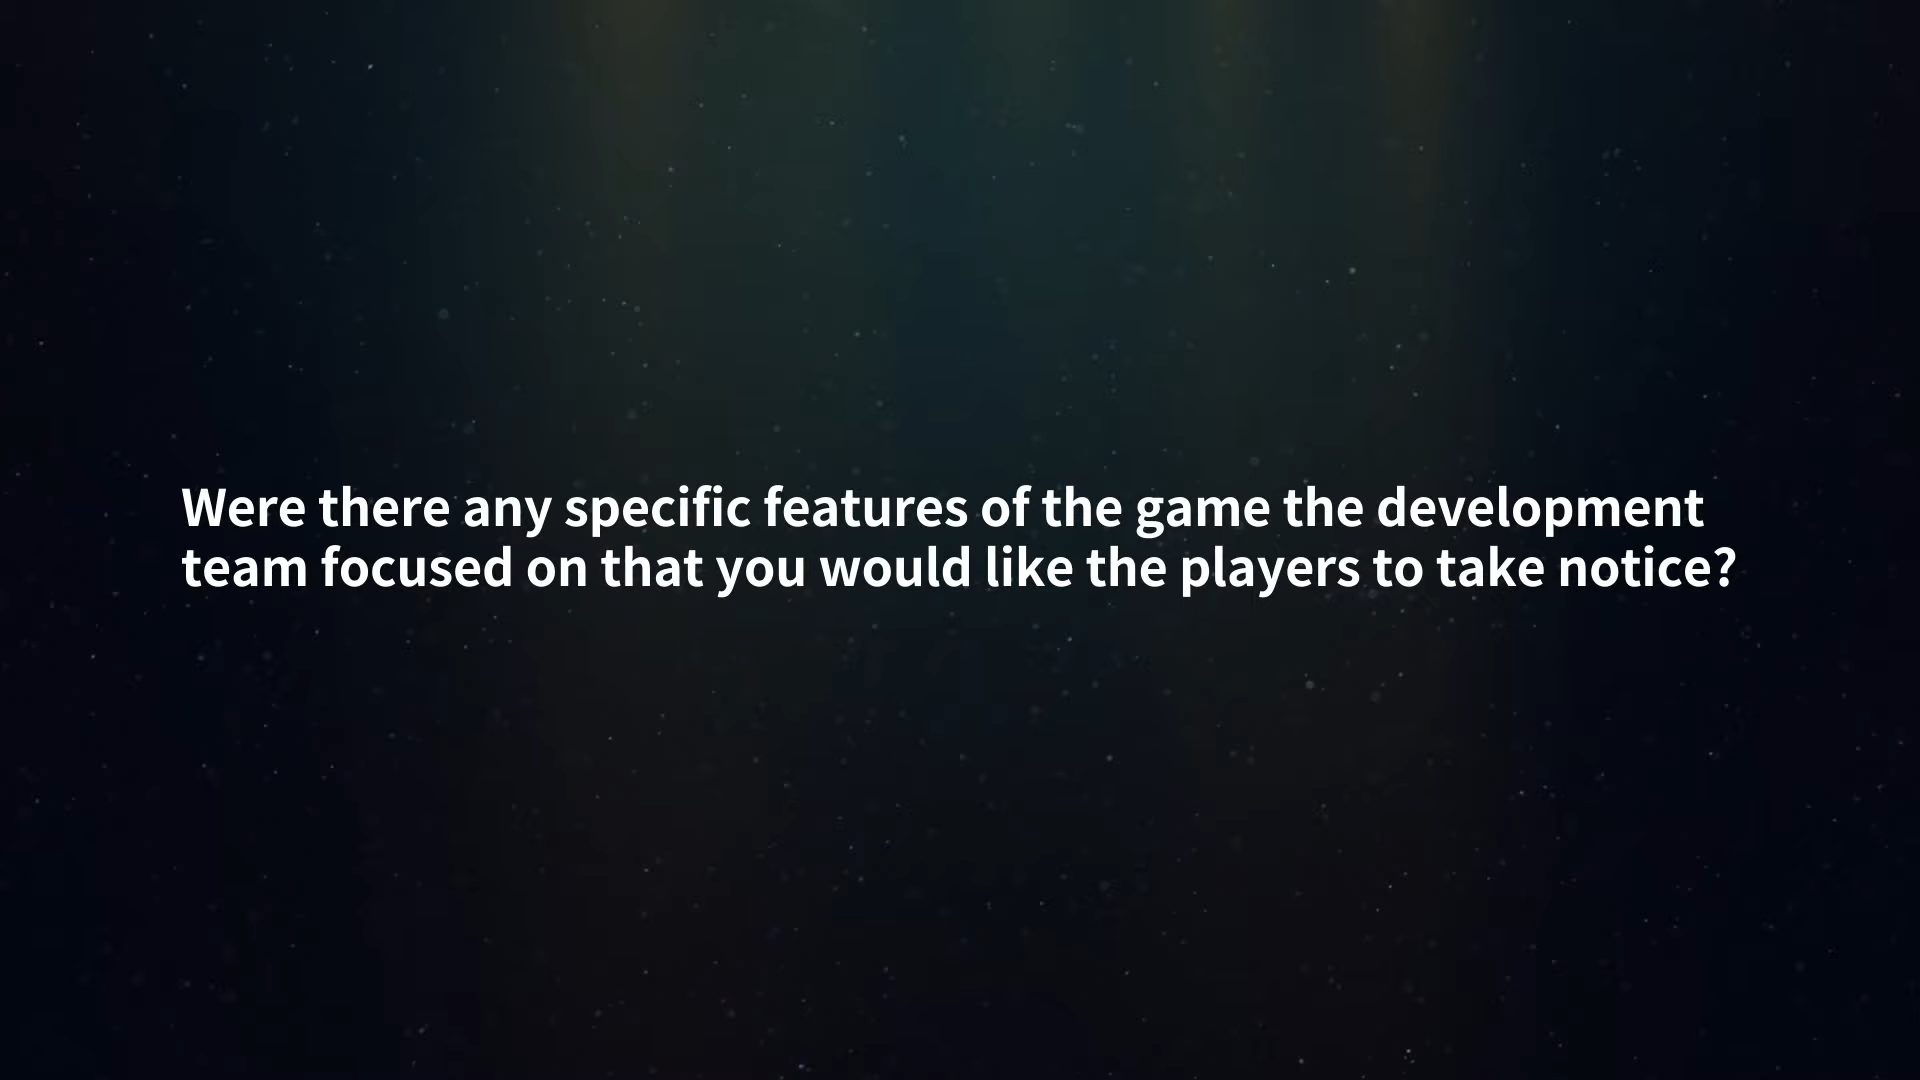 Were there any specific features of the game the development
team focused on that you would like the players to take notice?